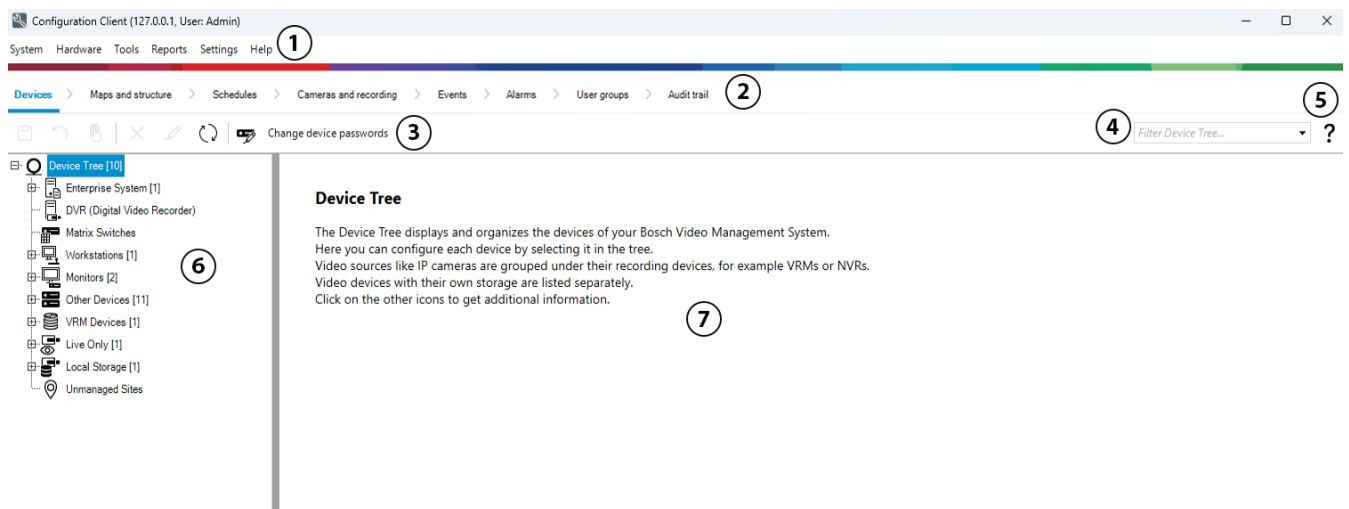 Configuration Client (127.0.0.1, User: Admin)
System Hardware Tools Reports Settings Help 1
Devices > Maps and structure > Schedules > Cameras and recording > Events > Alarms > User groups > Audit trail 2
5
Change device passwords 3
4 Filter Device Tree... ?
Device Tree [10]
Enterprise System [1]
DVR (Digital Video Recorder)
Matrix Switches
Workstations [1]
6
Monitors [2]
Other Devices [11]
VRM Devices [1]
Live Only [1]
Local Storage [1]
Unmanaged Sites
Device Tree
The Device Tree displays and organizes the devices of your Bosch Video Management System.
Here you can configure each device by selecting it in the tree.
Video sources like IP cameras are grouped under their recording devices, for example VRMs or NVRs.
Video devices with their own storage are listed separately.
Click on the other icons to get additional information.
7